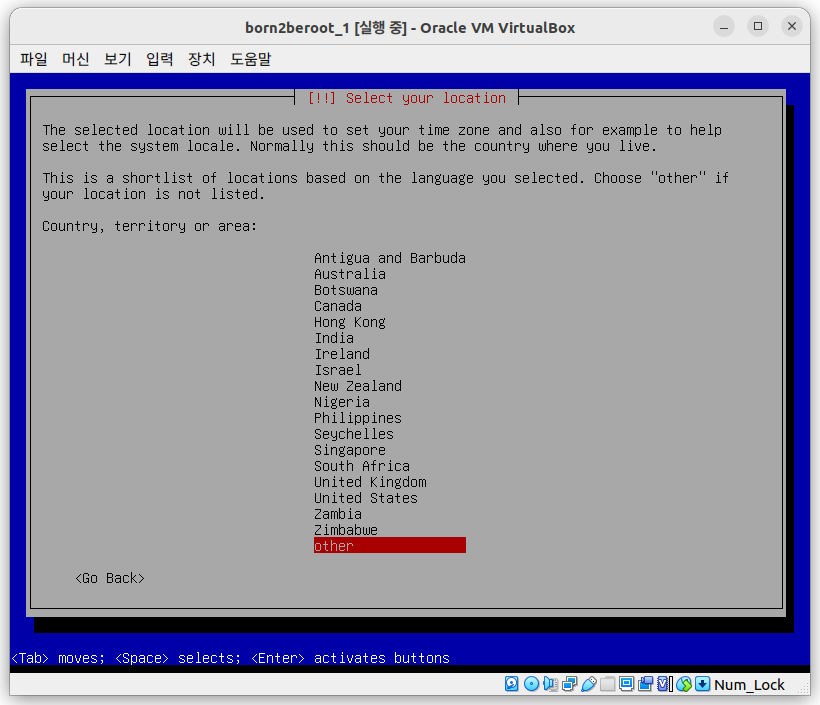 born2beroot_1 [실행 중] - Oracle VM VirtualBox
파일 머신 보기 입력 장치 도움말
[!!] Select your location
The selected location will be used to set your time zone and also for example to help
select the system locale. Normally this should be the country where you live.
This is a shortlist of locations based on the language you selected. Choose "other" if
your location is not listed.
Country, territory or area:
Antigua and Barbuda
Australia
Botswana
Canada
Hong Kong
India
Ireland
Israel
New Zealand
Nigeria
Philippines
Seychelles
Singapore
South Africa
United Kingdom
United States
Zambia
Zimbabwe
other
<Go Back>
<Tab> moves; <Space> selects; <Enter> activates buttons
Num_Lock